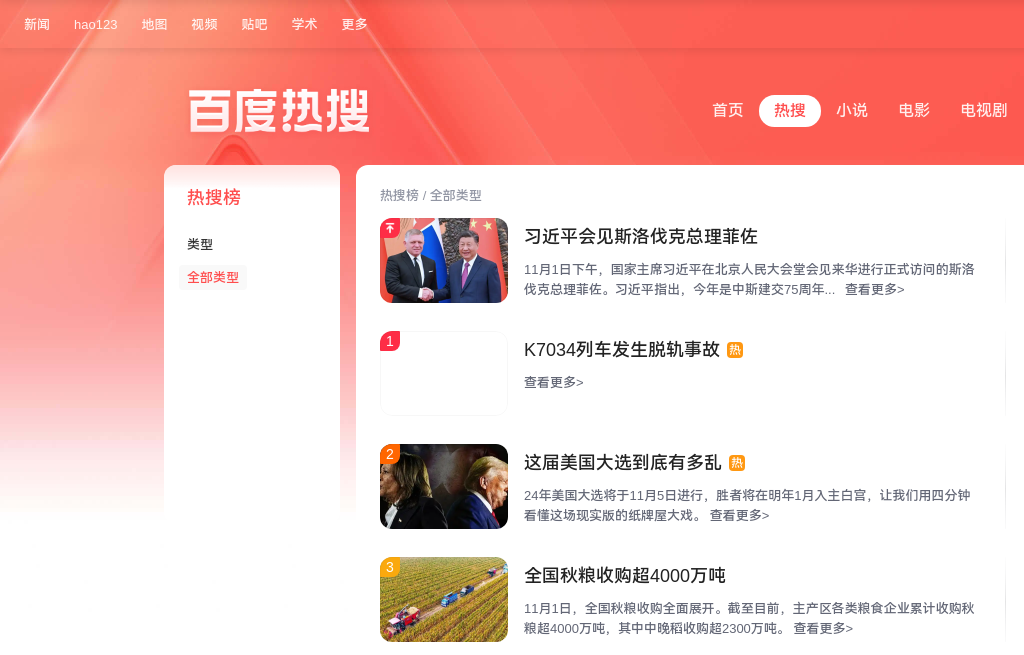 新闻 hao123 地图 视频 贴吧 学术 更多
百度热搜
首页 热搜 小说 电影 电视剧
热搜榜
类型
全部类型
热搜榜 / 全部类型
习近平会见斯洛伐克总理菲佐
11月1日下午，国家主席习近平在北京人民大会堂会见来华进行正式访问的斯洛
伐克总理菲佐。习近平指出，今年是中斯建交75周年... 查看更多>
1
K7034列车发生脱轨事故 热
查看更多>
2
这届美国大选到底有多乱 热
24年美国大选将于11月5日进行，胜者将在明年1月入主白宫，让我们用四分钟
看懂这场现实版的纸牌屋大戏。 查看更多>
3
全国秋粮收购超4000万吨
11月1日，全国秋粮收购全面展开。截至目前，主产区各类粮食企业累计收购秋
粮超4000万吨，其中中晚稻收购超2300万吨。 查看更多>